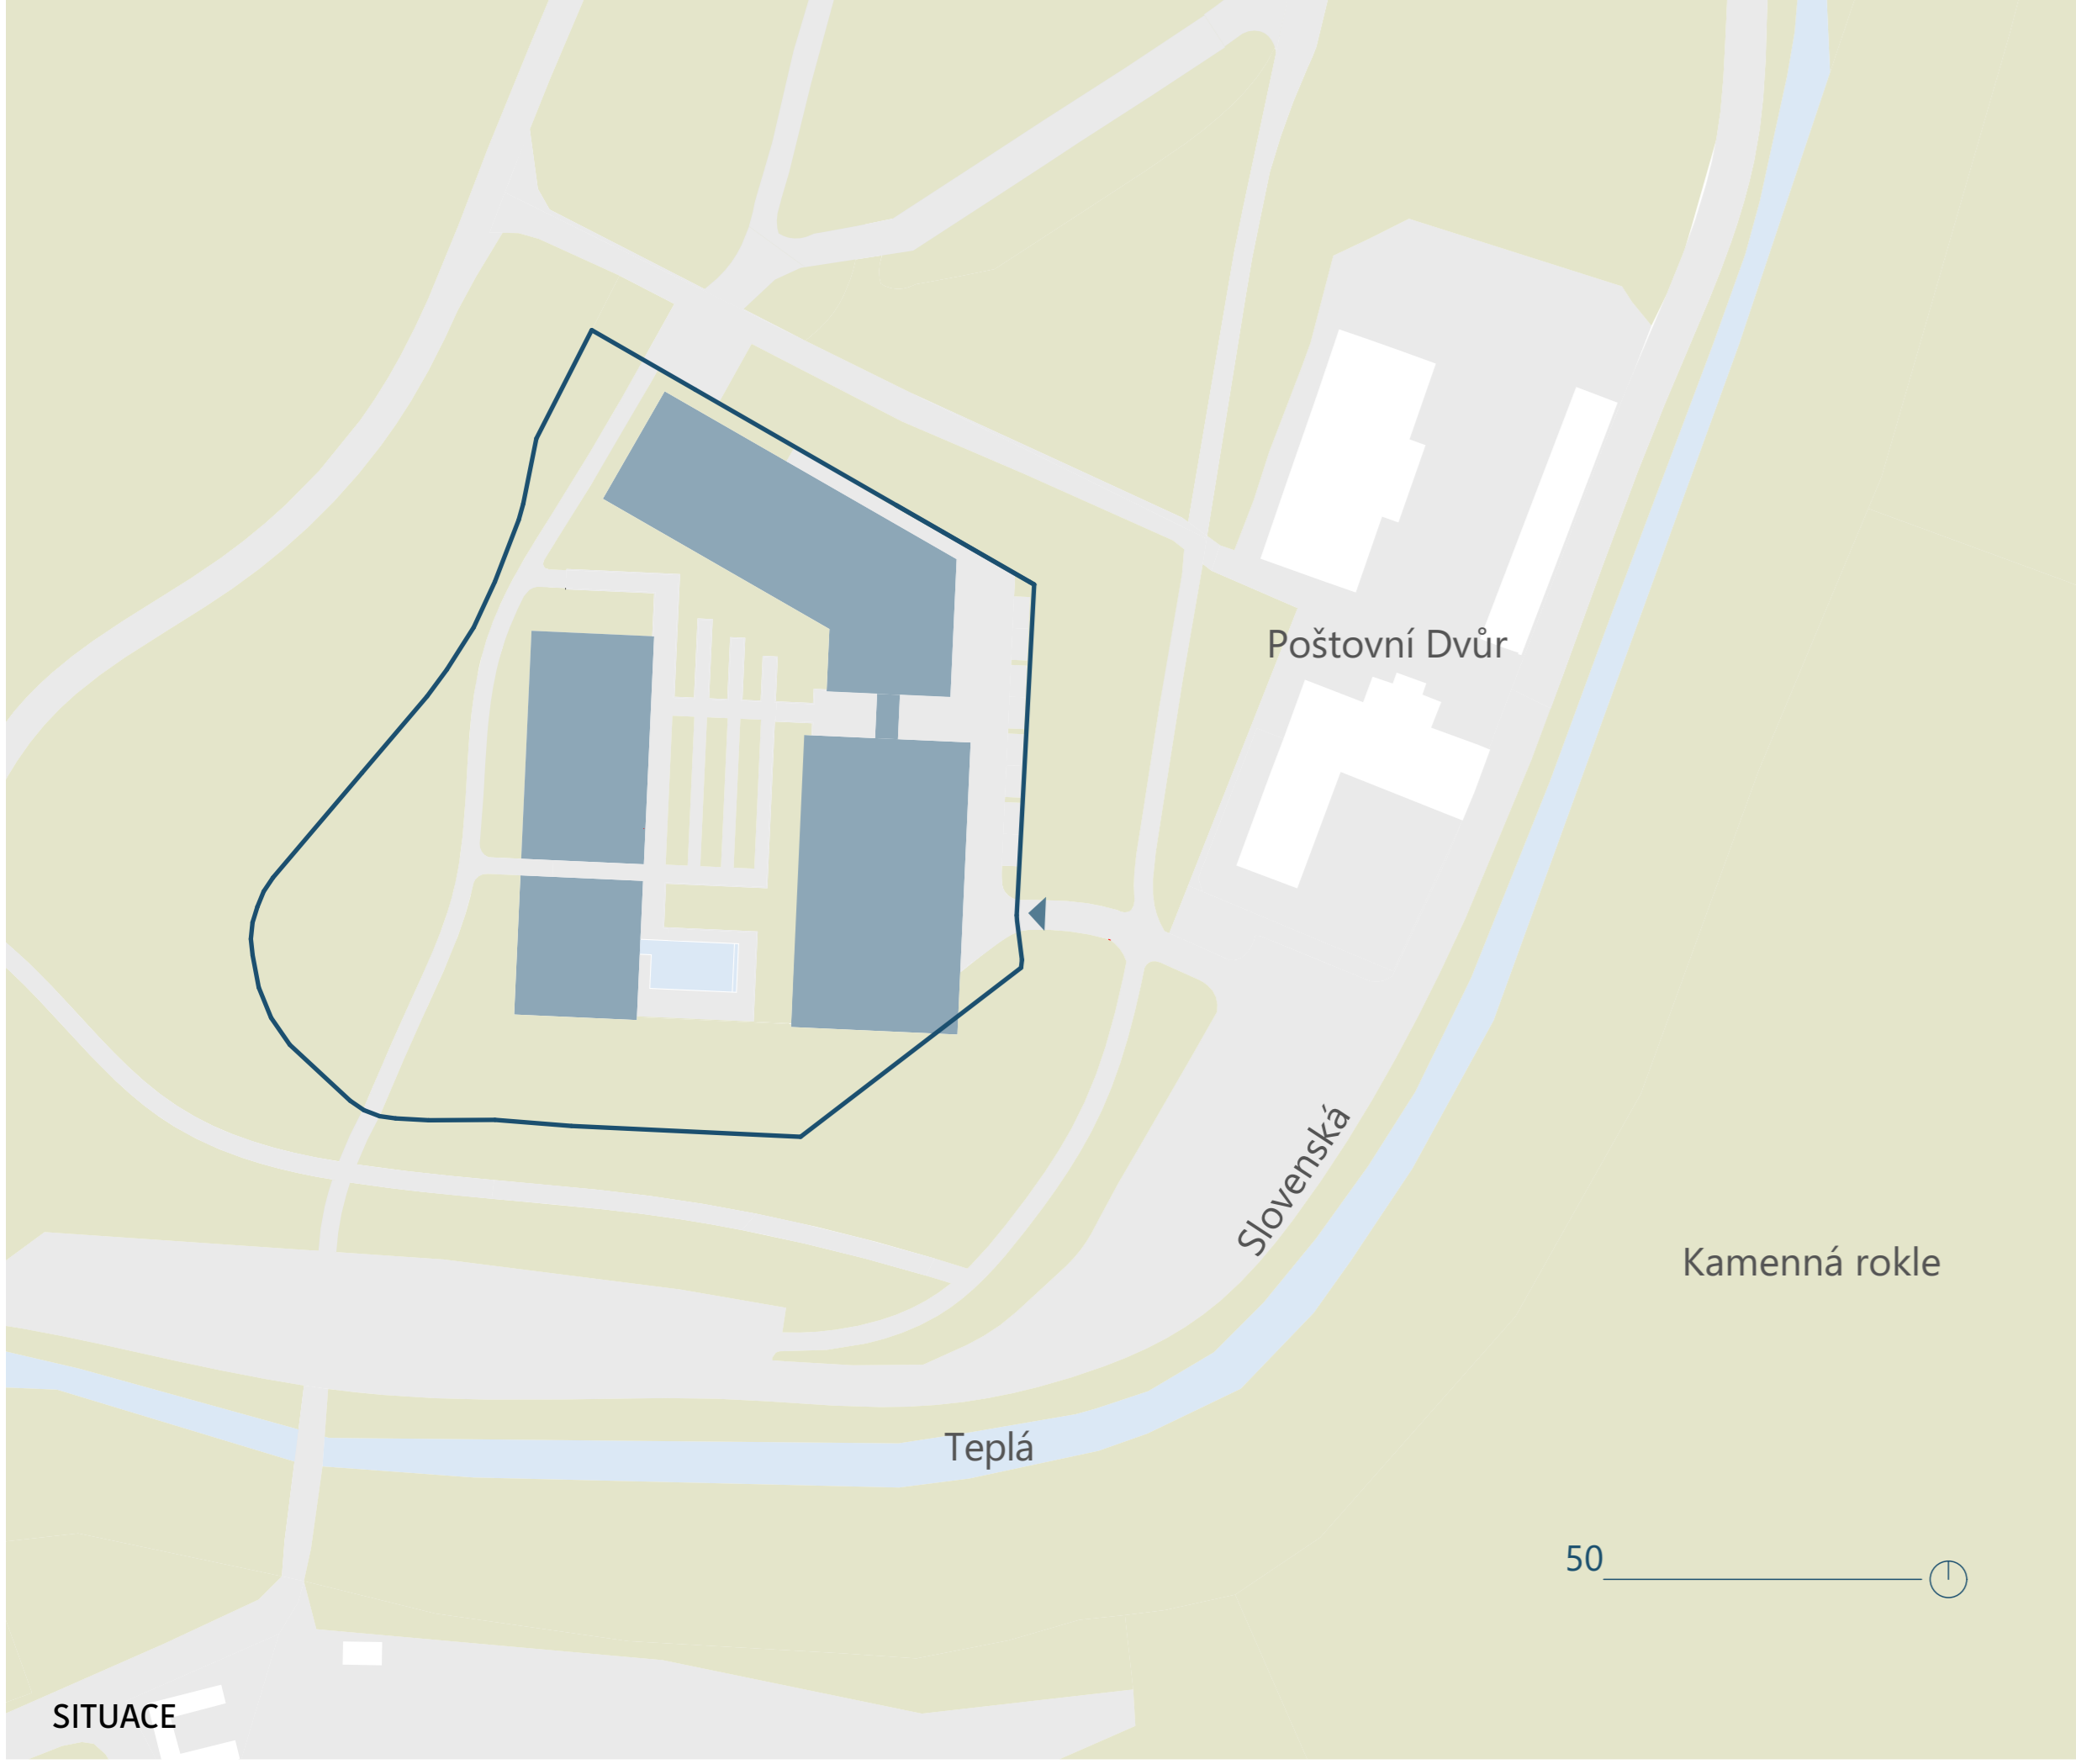 Poštovní Dvůr
Slovenská
Kamenná rokle
Teplá
50
SITUACE